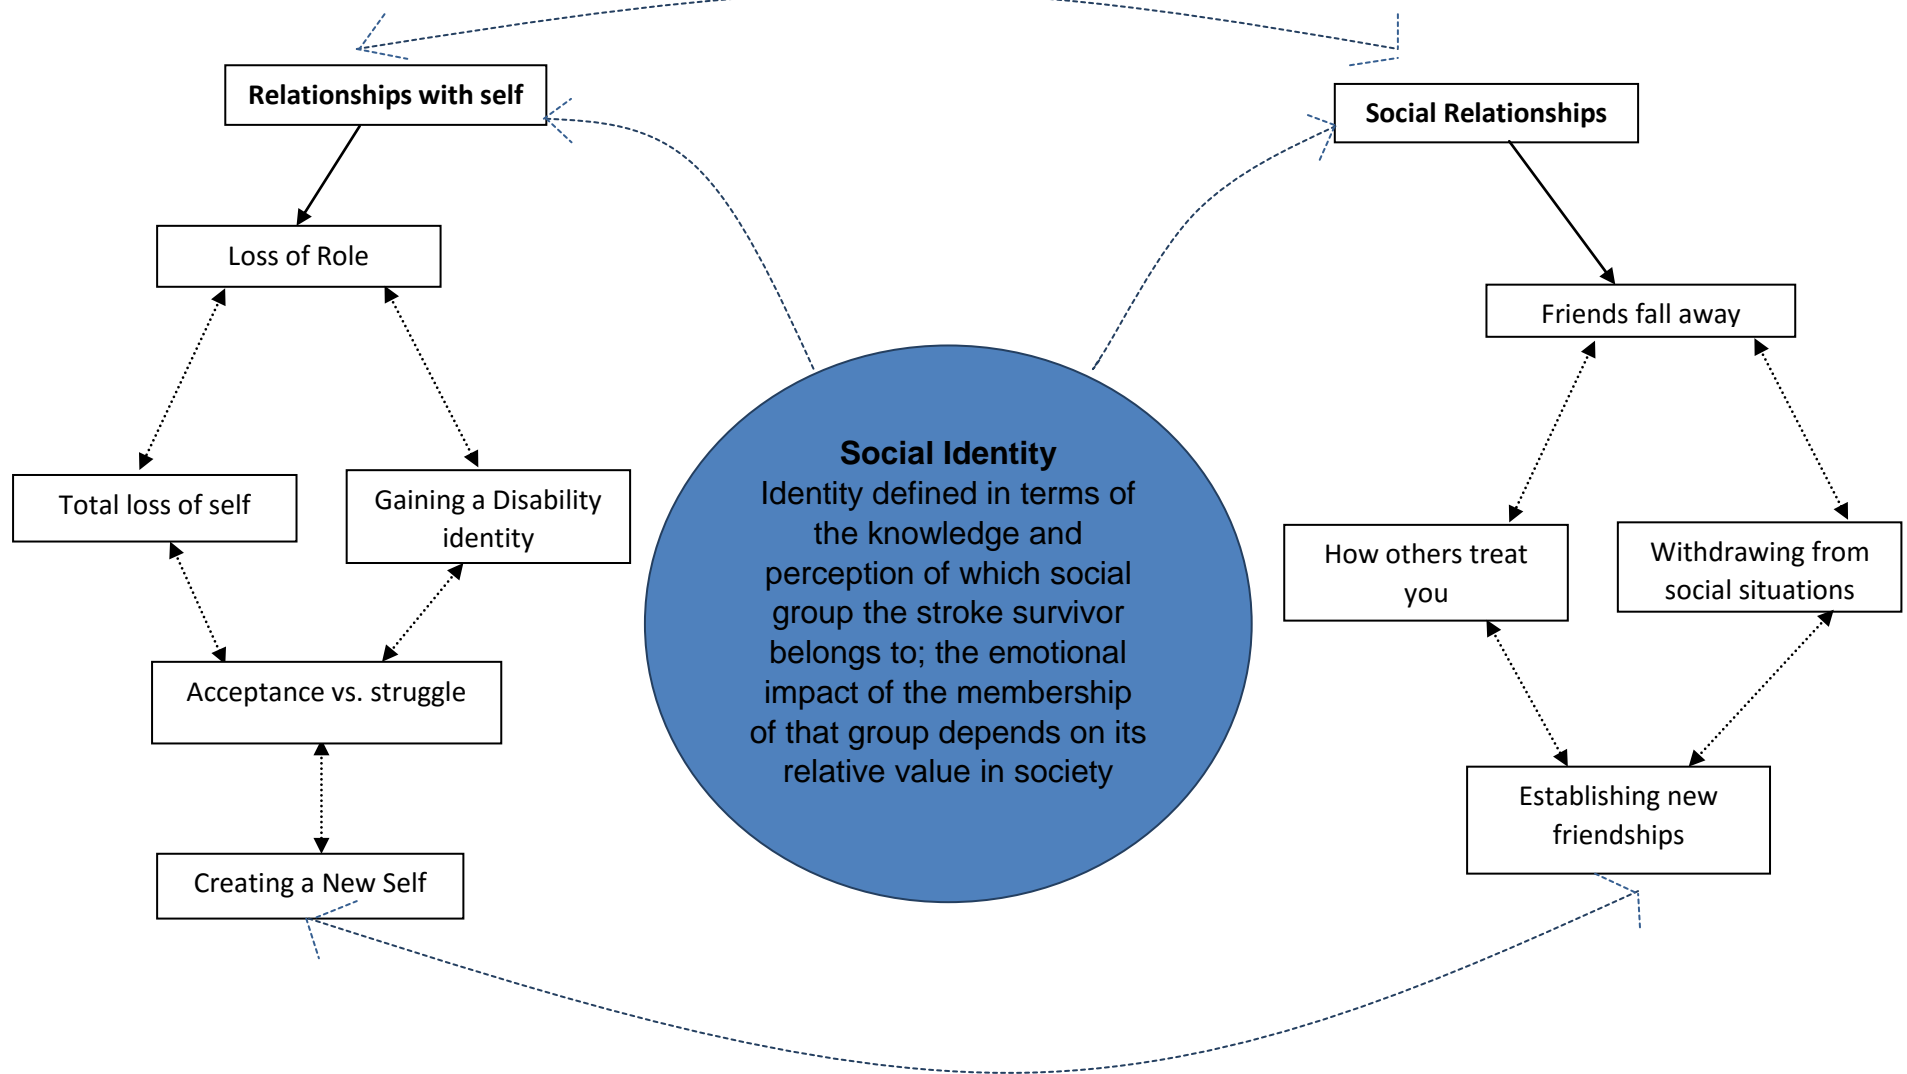 Relationships with self
Social Relationships
Loss of Role
Friends fall away
Total loss of self
Gaining a Disability
identity
Social Identity
Identity defined in terms of
the knowledge and
perception of which social
group the stroke survivor
belongs to; the emotional
impact of the membership
of that group depends on its
relative value in society
How others treat
you
Withdrawing from
social situations
Acceptance vs. struggle
Establishing new
friendships
Creating a New Self